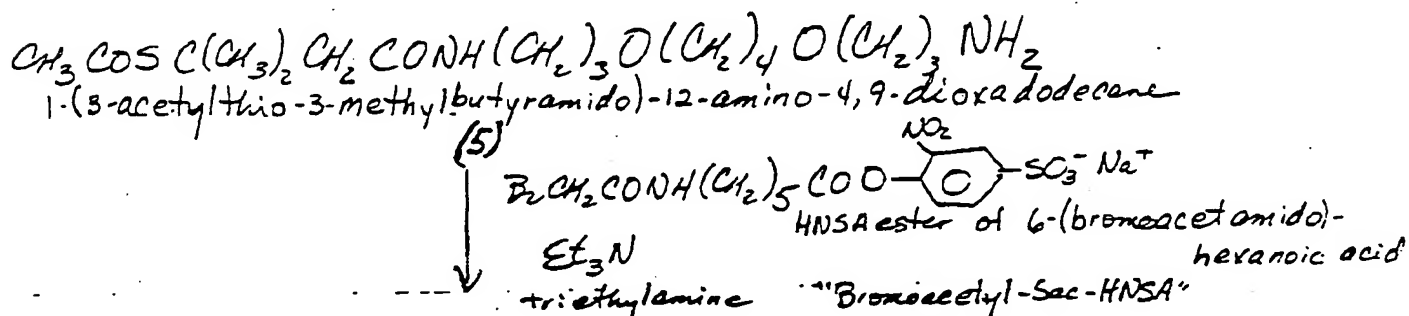 CH3COSC(CH3)2CH2CONH(CH2)3O(CH2)4O(CH2)3NH2
1-(3-acetylthio-3-methylbutyramido)-12-amino-4,9-dioxadodecane
(5)
NO2
BrCH2CONH(CH2)5COO SO3- Na+
HNSA ester of 6-(bromoacetamido)-
hexanoic acid
Et3N
triethylamine "Bromoacetyl-Sac-HNSA"